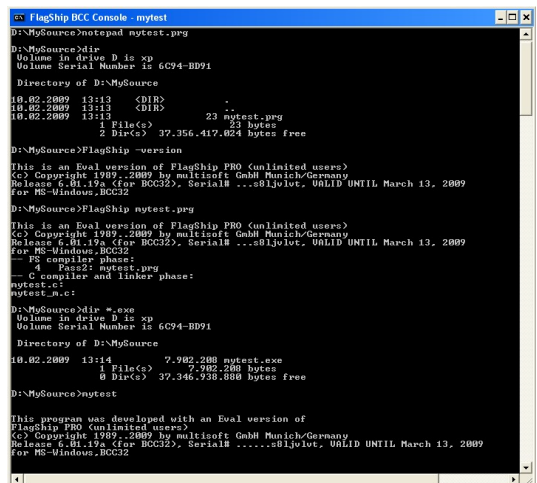 FlagShip BCC Console - mytest
D:\MySource>notepad mytest.prg
D:\MySource>dir
Volume in drive D is xp
Volume Serial Number is 6C94-BD91
Directory of D:\MySource
10.02.2009 13:13 <DIR> .
10.02.2009 13:13 <DIR> ..
10.02.2009 13:13 23 mytest.prg
1 File(s) 23 bytes
2 Dir(s) 37.356.417.024 bytes free
D:\MySource>FlagShip -version
This is an Eval version of FlagShip PRO (unlimited users)
(c) Copyright 1989..2009 by multisoft GmbH Munich/Germany
Release 6.01.19a (for BCC32), Serial# ...s8ljvlvt, VALID UNTIL March 13, 2009
for MS-Windows,BCC32
D:\MySource>FlagShip mytest.prg
This is an Eval version of FlagShip PRO (unlimited users)
(c) Copyright 1989..2009 by multisoft GmbH Munich/Germany
Release 6.01.19a (for BCC32), Serial# ...s8ljvlvt, VALID UNTIL March 13, 2009
for MS-Windows,BCC32
-- FS compiler phase:
4 Pass2: mytest.prg
-- C compiler and linker phase:
mytest.c:
mytest_m.c:
D:\MySource>dir *.exe
Volume in drive D is xp
Volume Serial Number is 6C94-BD91
Directory of D:\MySource
10.02.2009 13:14 7.902.208 mytest.exe
1 File(s) 7.902.208 bytes
0 Dir(s) 37.346.938.880 bytes free
D:\MySource>mytest
This program was developed with an Eval version of
FlagShip PRO (unlimited users)
(c) Copyright 1989..2009 by multisoft GmbH Munich/Germany
Release 6.01.19a (for BCC32), Serial# ......s8ljvlvt, VALID UNTIL March 13, 2009
for MS-Windows,BCC32